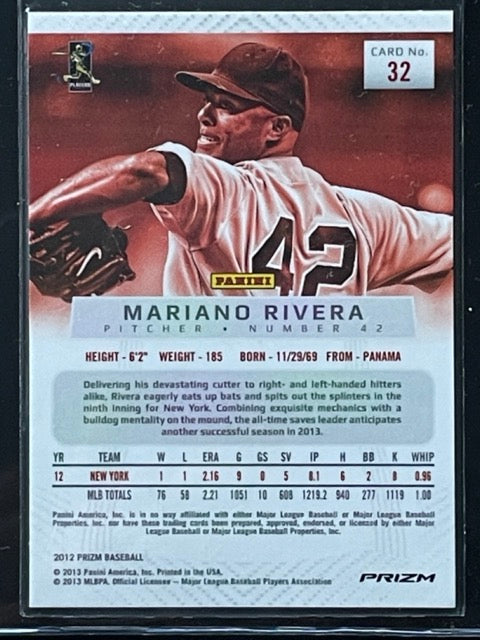 CARD No.
32
PLAYERS
42
PANINI
MARIANO RIVERA
PITCHER • NUMBER 42
HEIGHT - 6'2" WEIGHT - 185 BORN - 11/29/69 FROM - PANAMA
Delivering his devastating cutter to right- and left-handed hitters
alike, Rivera eagerly eats up bats and spits out the splinters in the
ninth inning for New York. Combining exquisite mechanics with a
bulldog mentality on the mound, the all-time saves leader anticipates
another successful season in 2013.
YR TEAM W L ERA G GS SV IP H BB K WHIP
12 NEW YORK 1 1 2.16 9 0 5 8.1 6 2 8 0.96
MLB TOTALS 76 58 2.21 1051 10 608 1219.2 940 277 1119 1.00
Panini America, Inc. is in no way affiliated with either Major League Baseball or Major League Baseball
Properties, Inc. nor have these trading cards been prepared, approved, endorsed, or licensed by either Major
League Baseball or Major League Baseball Properties, Inc.
2012 PRIZM BASEBALL
© 2013 Panini America, Inc. Printed in the USA.
© 2013 MLBPA. Official Licensee – Major League Baseball Players Association
PRIZM